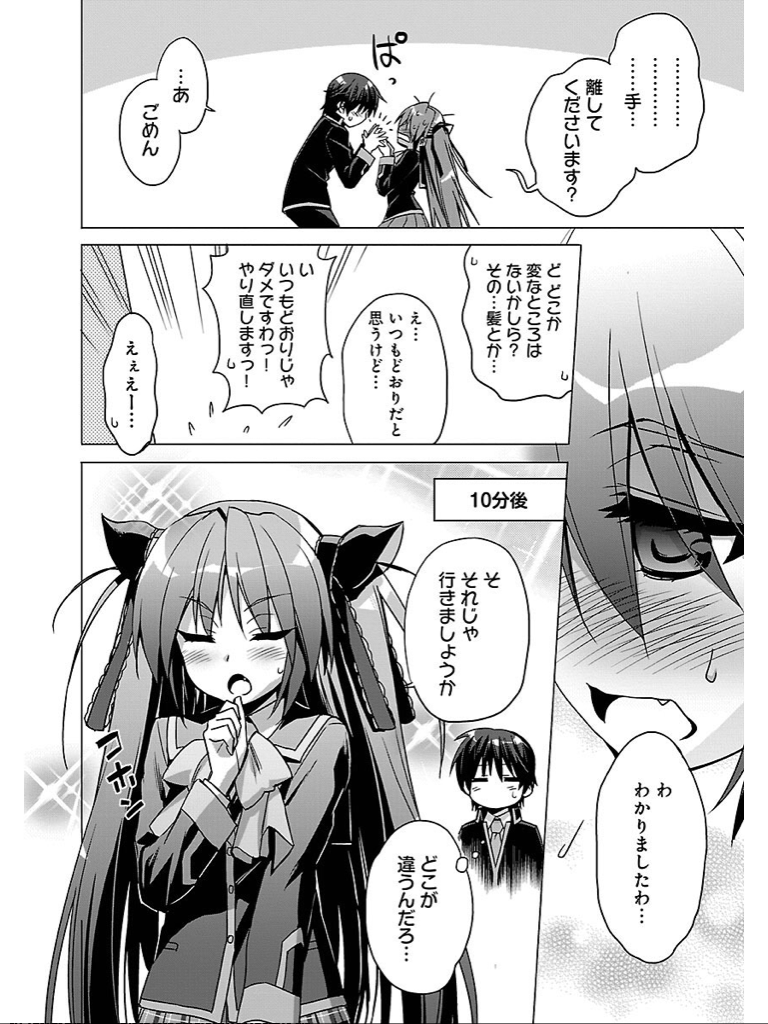 …………
…………
……手…
離して
くださいます?
ぱっ
…あ
ごめん
わ
わかりましたわ…
ど どこか
変なところは
ないかしら?
その…髪とか…
え…
いつもどおりだと
思うけど…
い
いつもどおりじゃ
ダメですわっ!
やり直しますっ!
えぇえー…
10分後
そ
それじゃ
行きましょうか
コホン
どこが
違うんだろ…